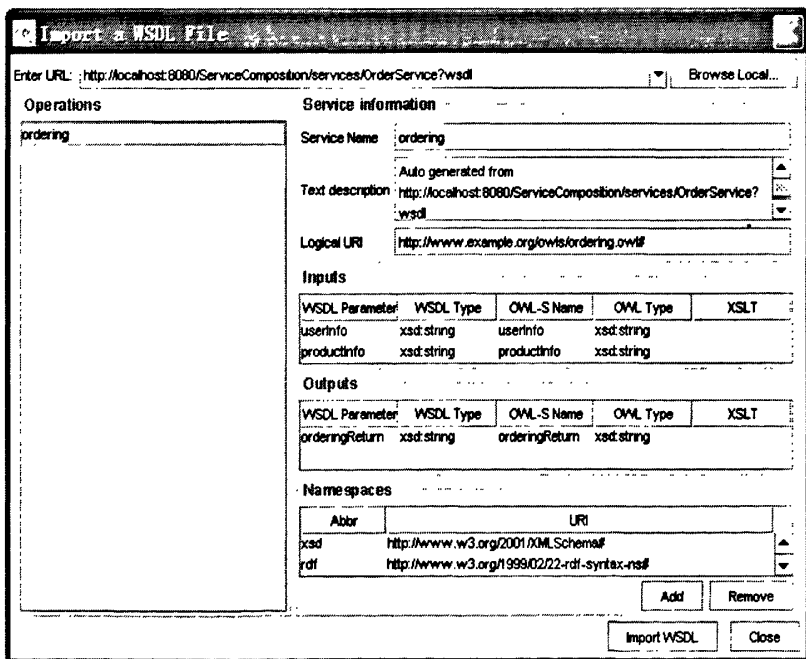 Import a WSDL File
Enter URL: http://localhost:8080/ServiceComposition/services/OrderService?wsdl Browse Local...
Operations
ordering
Service information
Service Name ordering
Text description Auto generated from
http://localhost:8080/ServiceComposition/services/OrderService?
wsdl
Logical URI http://www.example.org/owls/ordering.owl#
Inputs
WSDL Parameter WSDL Type OWL-S Name OWL Type XSLT
userInfo xsd:string userInfo xsd:string
productInfo xsd:string productInfo xsd:string
Outputs
WSDL Parameter WSDL Type OWL-S Name OWL Type XSLT
orderingReturn xsd:string orderingReturn xsd:string
Namespaces
Abbr URI
xsd http://www.w3.org/2001/XMLSchema#
rdf http://www.w3.org/1999/02/22-rdf-syntax-ns#
Add Remove
Import WSDL Close